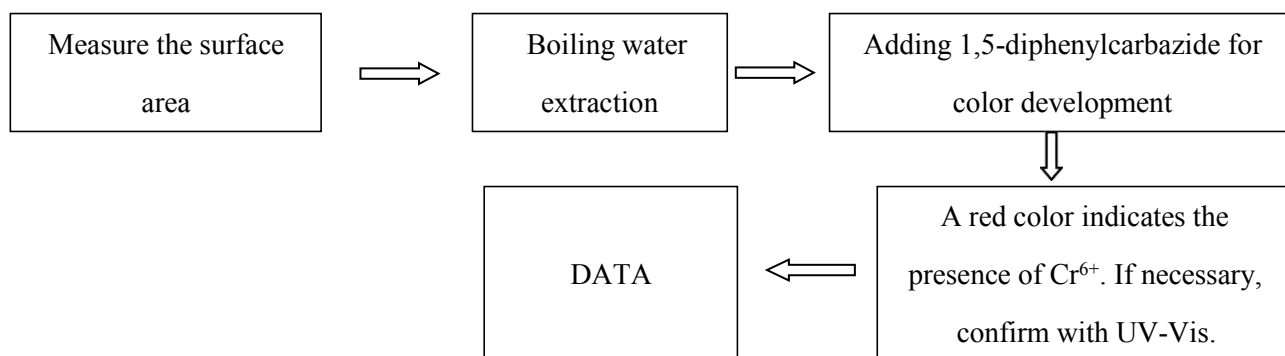 Measure the surface
area
Boiling water
extraction
Adding 1,5-diphenylcarbazide for
color development
A red color indicates the
presence of Cr⁶⁺. If necessary,
confirm with UV-Vis.
DATA